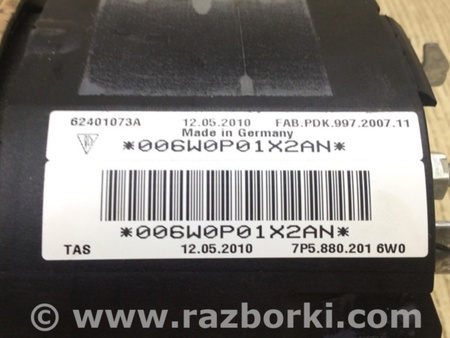 62401073A 12.05.2010 FAB.PDK.997.2007.11
Made in Germany
*006W0P01X2AN*
*006W0P01X2AN*
TAS 12.05.2010 7P5.880.201 6W0
© www.razborki.com